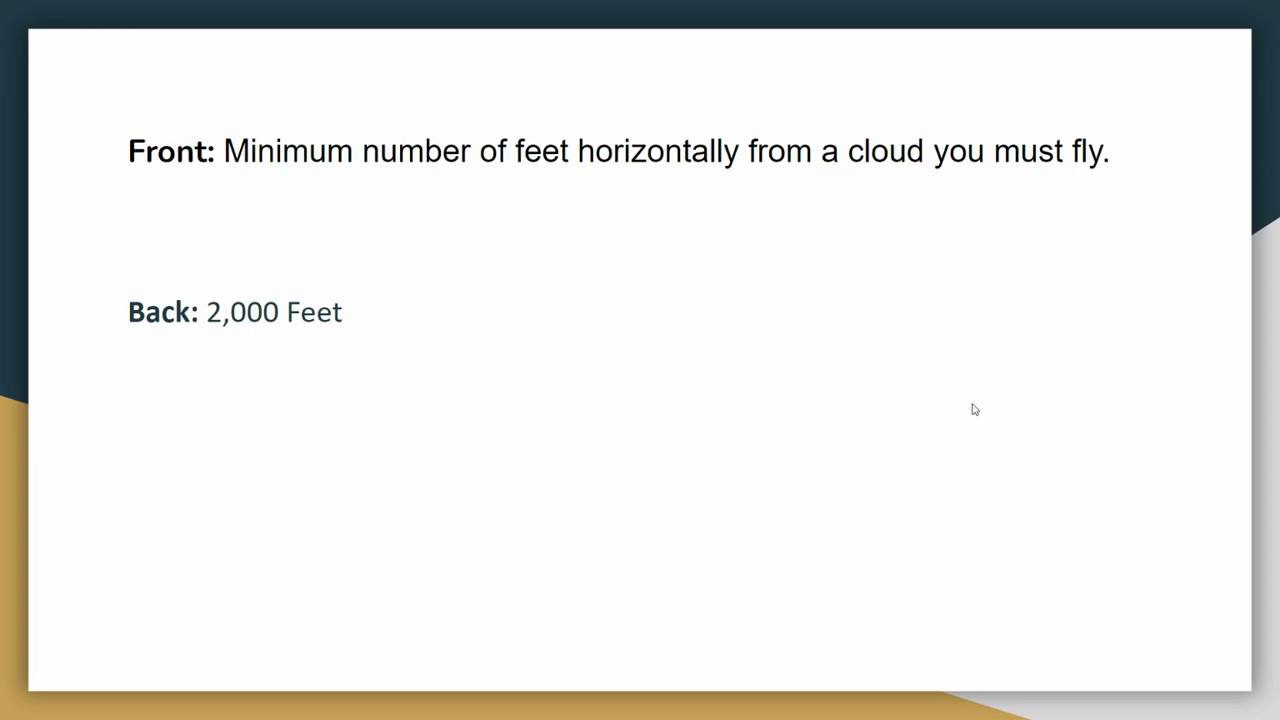 Front: Minimum number of feet horizontally from a cloud you must fly.
Back: 2,000 Feet